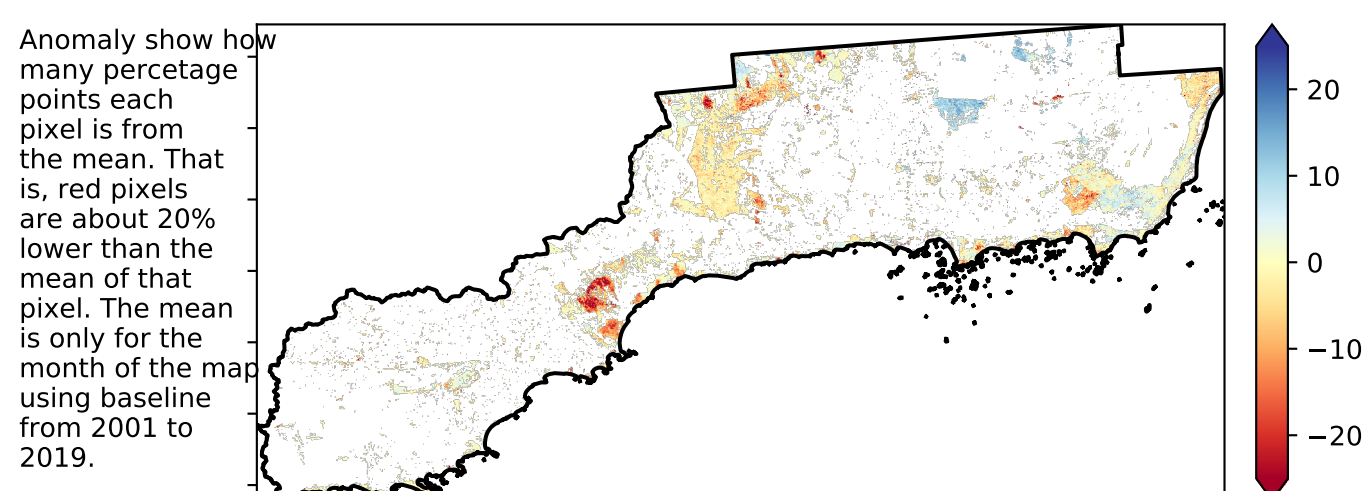 Anomaly show how
many percetage
points each
pixel is from
the mean. That
is, red pixels
are about 20%
lower than the
mean of that
pixel. The mean
is only for the
month of the map
using baseline
from 2001 to
2019.
20
10
0
−10
−20